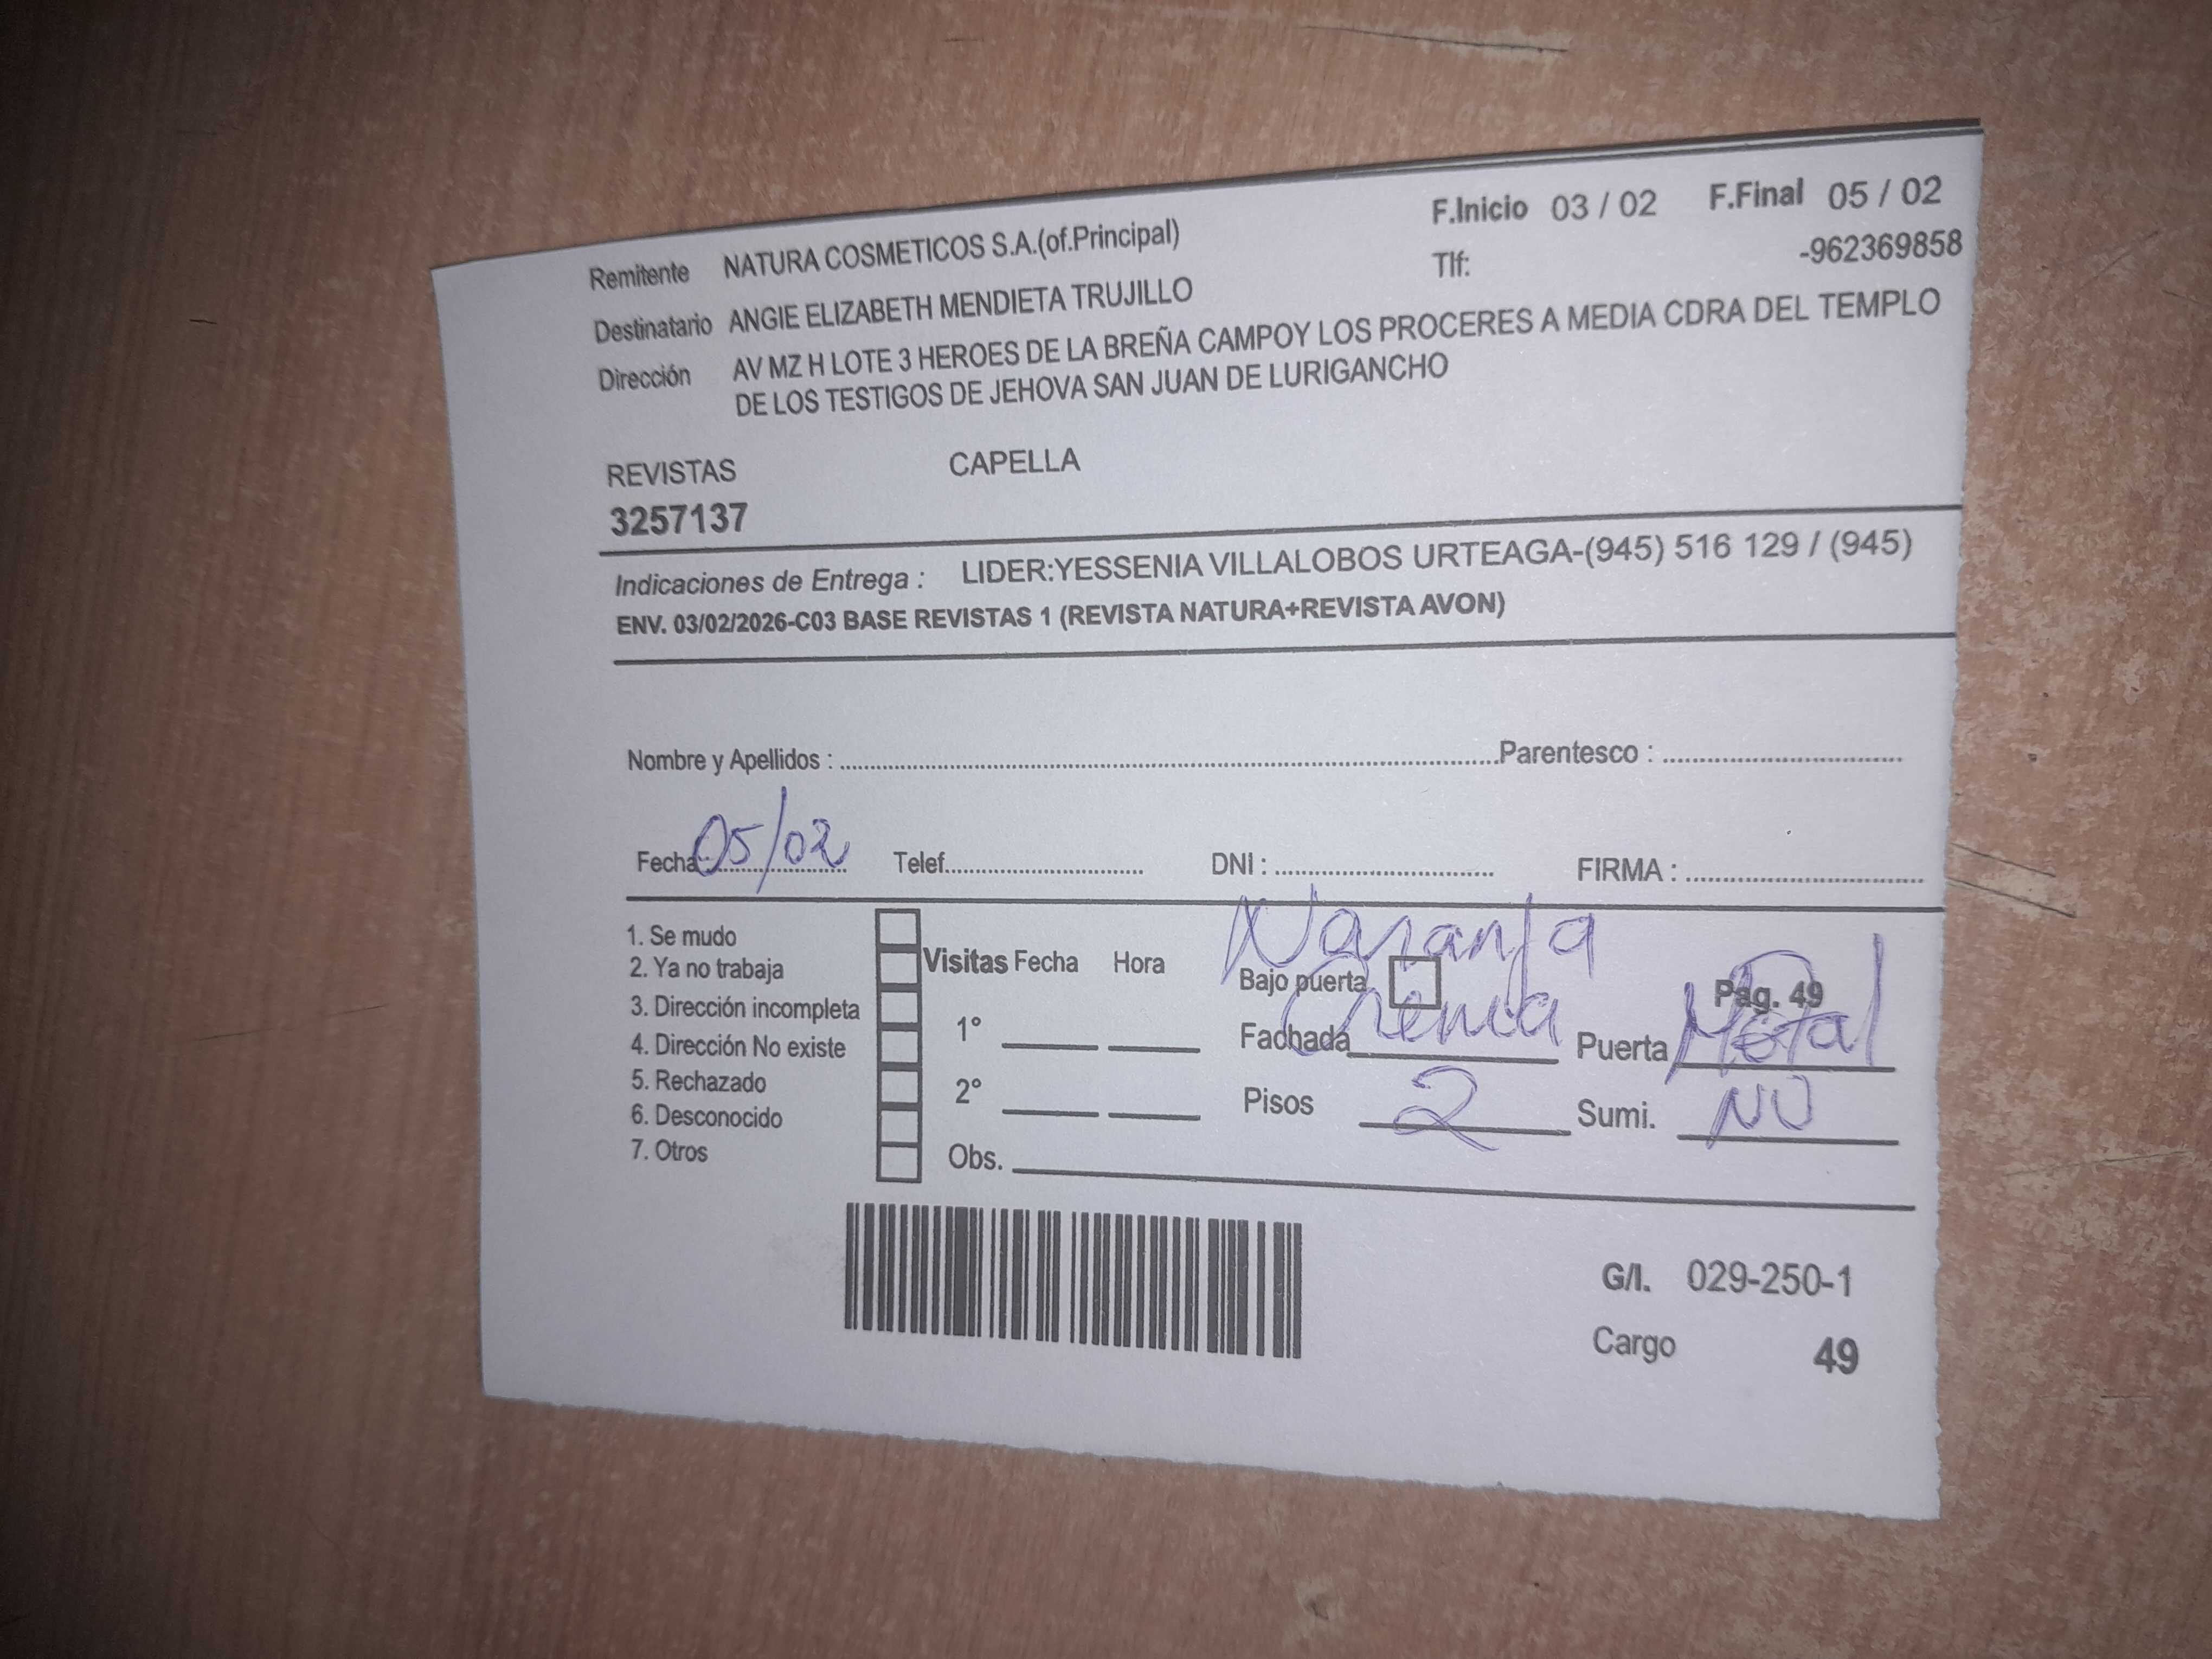 F.Inicio 03 / 02 F.Final 05 / 02
Remitente NATURA COSMETICOS S.A.(of.Principal) Tlf: -962369858
Destinatario ANGIE ELIZABETH MENDIETA TRUJILLO
Dirección AV MZ H LOTE 3 HEROES DE LA BREÑA CAMPOY LOS PROCERES A MEDIA CDRA DEL TEMPLO
DE LOS TESTIGOS DE JEHOVA SAN JUAN DE LURIGANCHO
REVISTAS CAPELLA
3257137
Indicaciones de Entrega : LIDER:YESSENIA VILLALOBOS URTEAGA-(945) 516 129 / (945)
ENV. 03/02/2026-C03 BASE REVISTAS 1 (REVISTA NATURA+REVISTA AVON)
Nombre y Apellidos : Parentesco :
Fecha: 05/02 Telef. DNI : FIRMA :
Naranja
1. Se mudo
2. Ya no trabaja
3. Dirección incompleta
4. Dirección No existe
5. Rechazado
6. Desconocido
7. Otros
Visitas Fecha Hora
1°
2°
Obs.
Bajo puerta Pag. 49
Fachada Crema Puerta Metal
Pisos 2 Sumi. NO
G/I. 029-250-1
Cargo 49